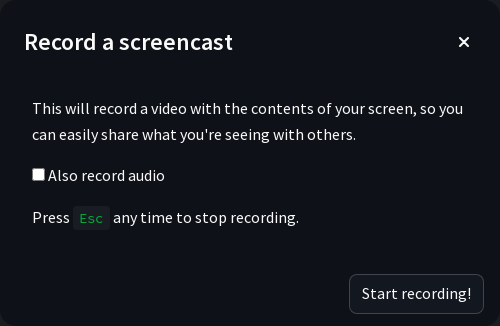 Record a screencast
This will record a video with the contents of your screen, so you
can easily share what you're seeing with others.
Also record audio
Press Esc any time to stop recording.
Start recording!